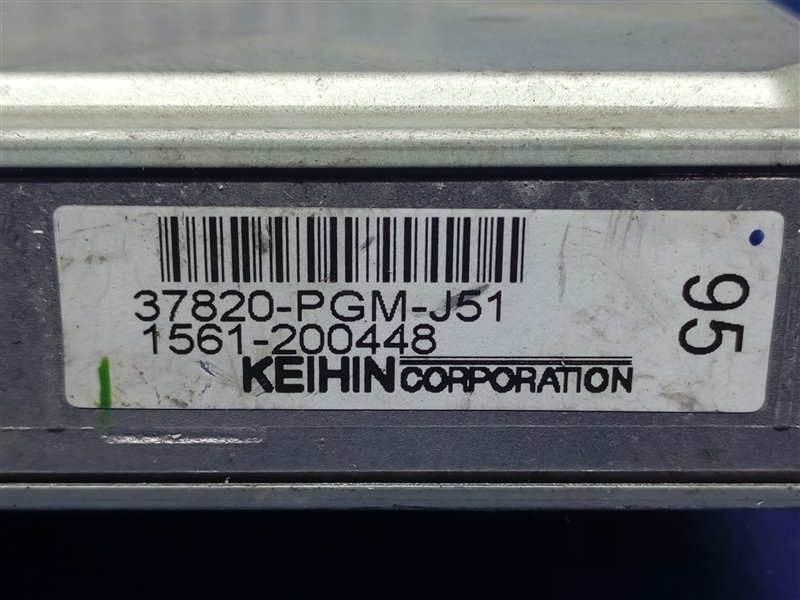 37820-PGM-J51
1561-200448
KEIHIN CORPORATION
95